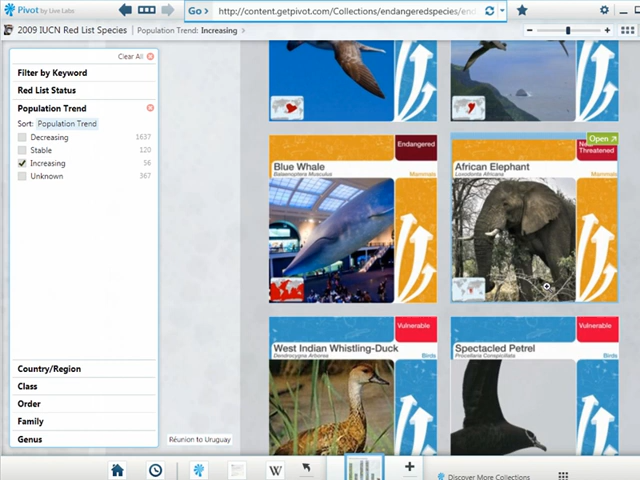 Pivot by Live Labs
Go > http://content.getpivot.com/Collections/endangeredspecies/en
2009 IUCN Red List Species > Population Trend: Increasing >
Clear All
Filter by Keyword
Red List Status
Population Trend
Sort: Population Trend
Decreasing 1637
Stable 120
Increasing 56
Unknown 367
Country/Region
Class
Order
Family
Genus
Endangered
Blue Whale
Balaenoptera Musculus
Mammals
Open
Threatened
African Elephant
Loxodonta Africana
Mammals
Vulnerable
West Indian Whistling-Duck
Dendrocygna Arborea
Birds
Vulnerable
Spectacled Petrel
Procellaria Conspicillata
Birds
Réunion to Uruguay
W
Discover More Collections